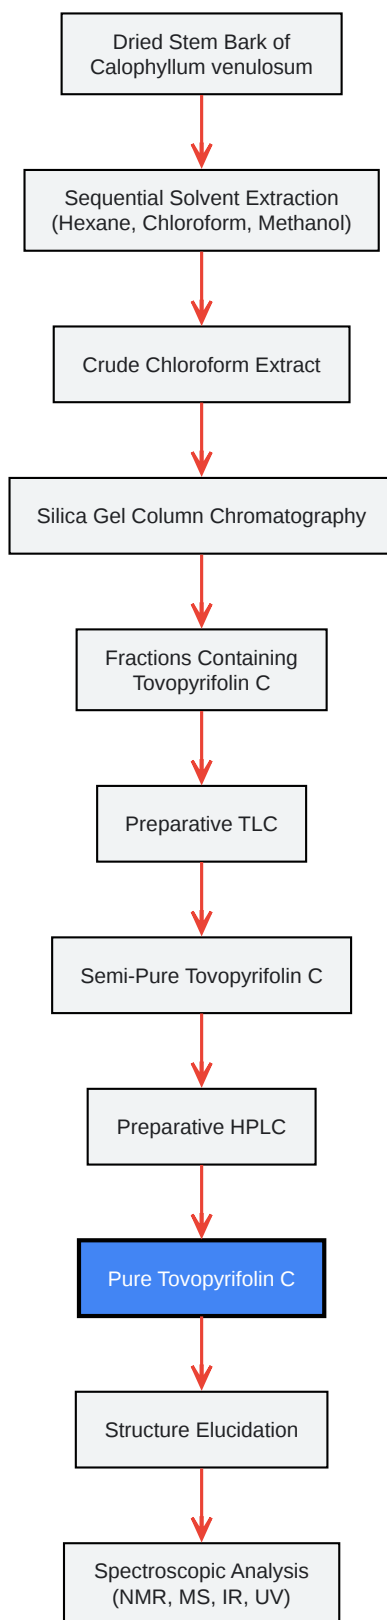 Dried Stem Bark of
Calophyllum venulosum
Sequential Solvent Extraction
(Hexane, Chloroform, Methanol)
Crude Chloroform Extract
Silica Gel Column Chromatography
Fractions Containing
Tovopyrifolin C
Preparative TLC
Semi-Pure Tovopyrifolin C
Preparative HPLC
Pure Tovopyrifolin C
Structure Elucidation
Spectroscopic Analysis
(NMR, MS, IR, UV)